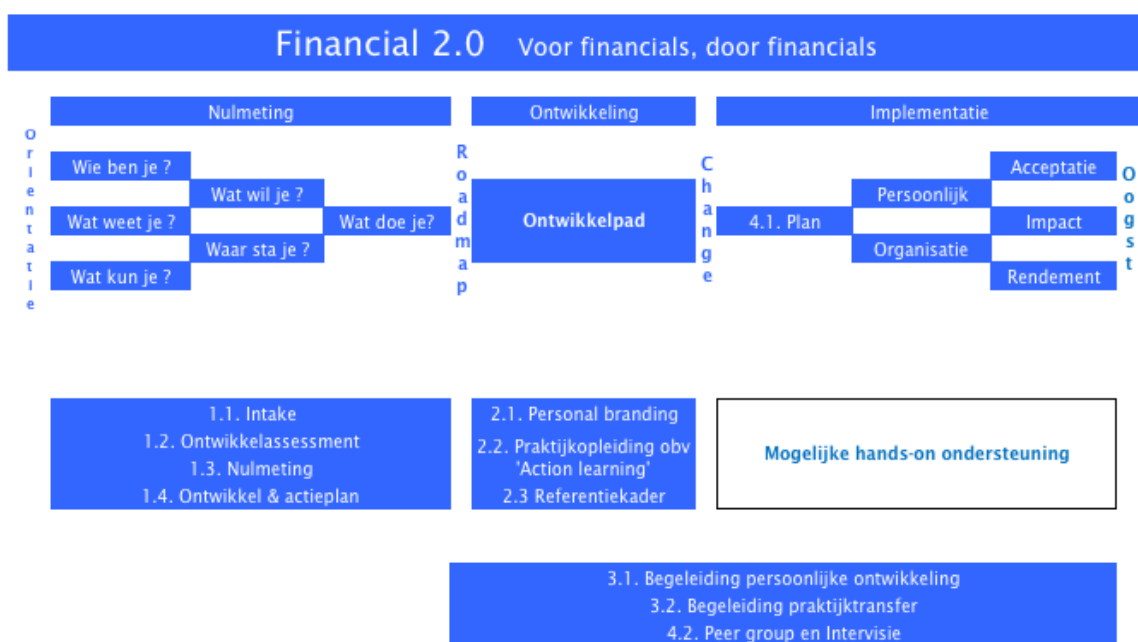 Financial 2.0 Voor financials, door financials
Nulmeting
Ontwikkeling
Implementatie
Orientatie
Wie ben je ?
Wat weet je ?
Wat kun je ?
Wat wil je ?
Waar sta je ?
Wat doe je?
Roadmap
Ontwikkelpad
Change
4.1. Plan
Persoonlijk
Organisatie
Acceptatie
Impact
Rendement
Oogst
1.1. Intake
1.2. Ontwikkelassessment
1.3. Nulmeting
1.4. Ontwikkel & actieplan
2.1. Personal branding
2.2. Praktijkopleiding obv
'Action learning'
2.3 Referentiekader
Mogelijke hands-on ondersteuning
3.1. Begeleiding persoonlijke ontwikkeling
3.2. Begeleiding praktijktransfer
4.2. Peer group en Intervisie